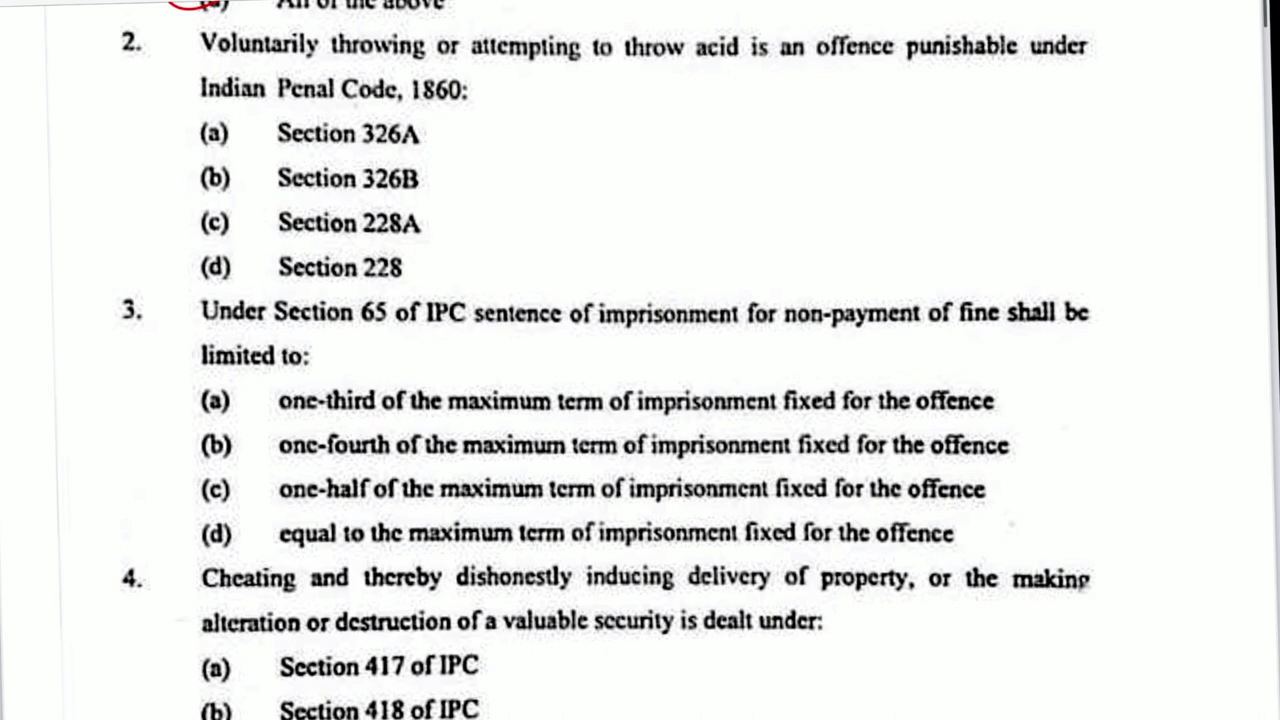 All of the above
2. Voluntarily throwing or attempting to throw acid is an offence punishable under
Indian Penal Code, 1860:
(a) Section 326A
(b) Section 326B
(c) Section 228A
(d) Section 228
3. Under Section 65 of IPC sentence of imprisonment for non-payment of fine shall be
limited to:
(a) one-third of the maximum term of imprisonment fixed for the offence
(b) one-fourth of the maximum term of imprisonment fixed for the offence
(c) one-half of the maximum term of imprisonment fixed for the offence
(d) equal to the maximum term of imprisonment fixed for the offence
4. Cheating and thereby dishonestly inducing delivery of property, or the making
alteration or destruction of a valuable security is dealt under:
(a) Section 417 of IPC
(b) Section 418 of IPC